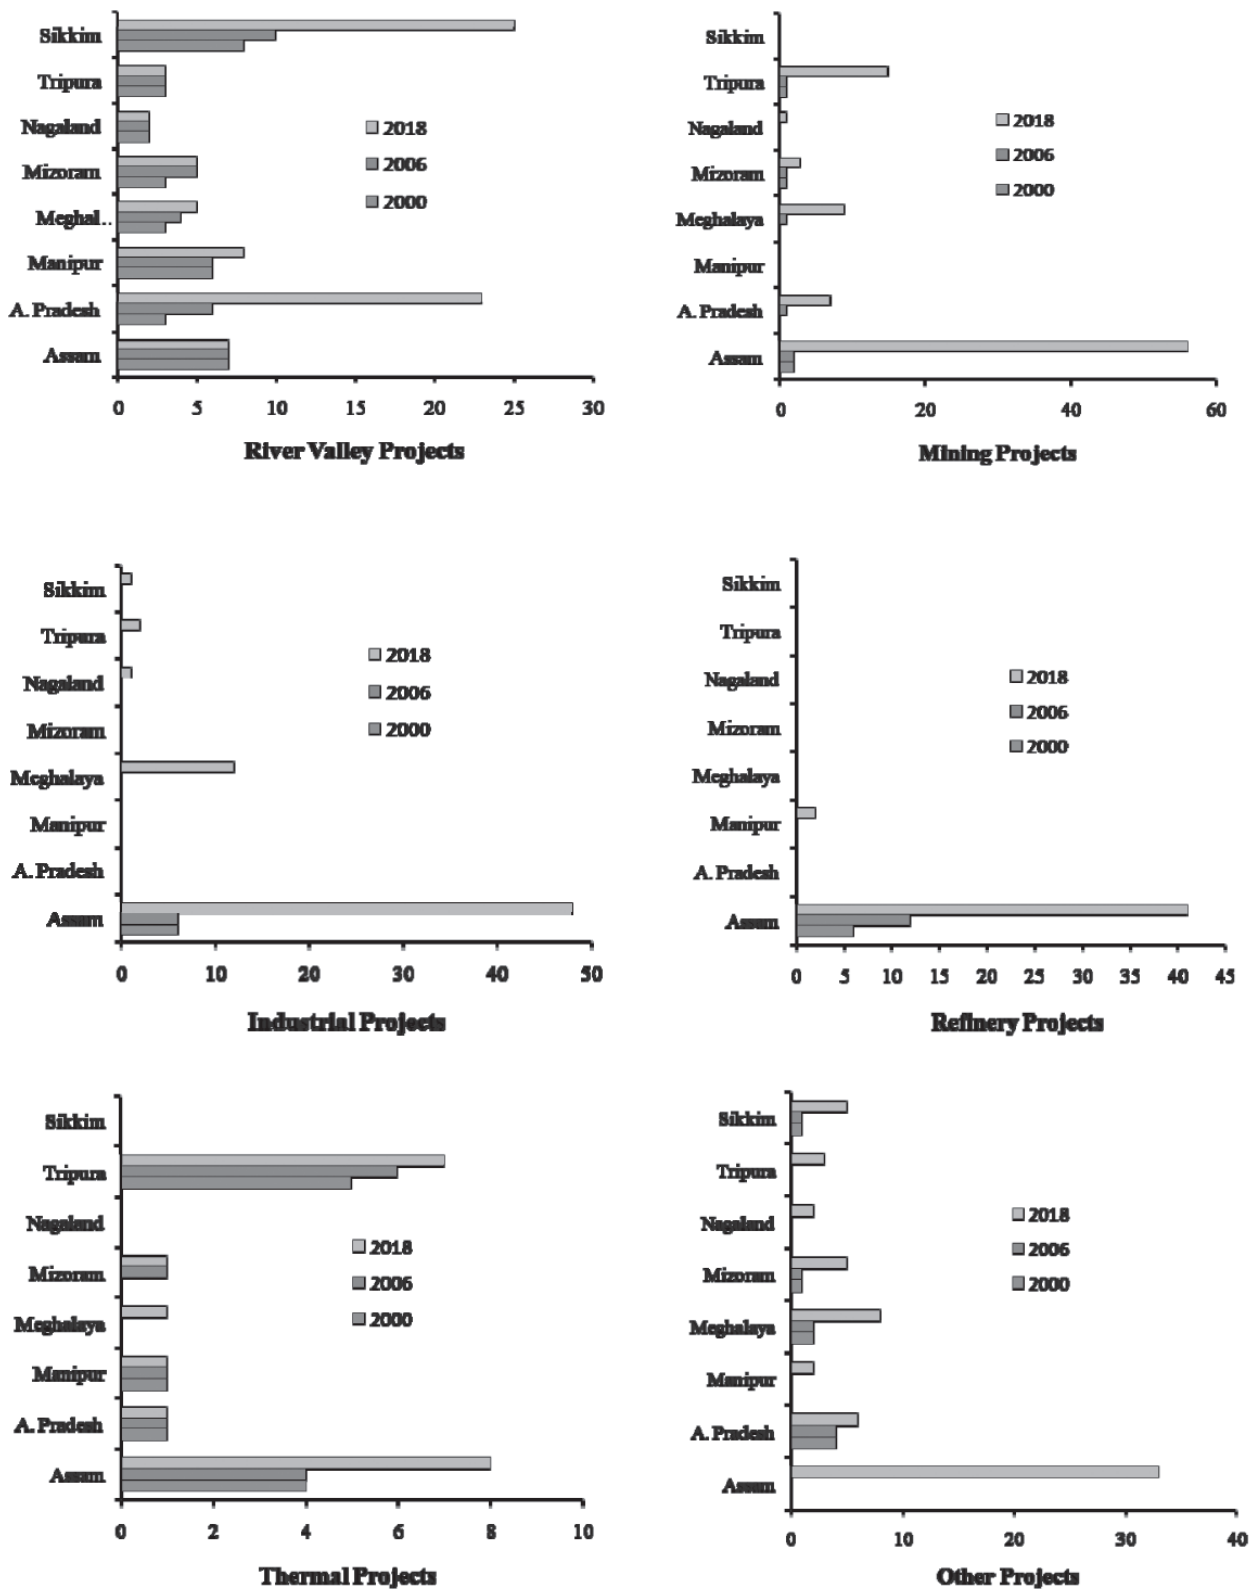 Sikkim
Tripura
Nagaland
Mizoram
Meghal..
Manipur
A. Pradesh
Assam
2018
2006
2000
0 5 10 15 20 25 30
River Valley Projects
Sikkim
Tripura
Nagaland
Mizoram
Meghalaya
Manipur
A. Pradesh
Assam
2018
2006
2000
0 20 40 60
Mining Projects
Sikkim
Tripura
Nagaland
Mizoram
Meghalaya
Manipur
A. Pradesh
Assam
2018
2006
2000
0 10 20 30 40 50
Industrial Projects
Sikkim
Tripura
Nagaland
Mizoram
Meghalaya
Manipur
A. Pradesh
Assam
2018
2006
2000
0 5 10 15 20 25 30 35 40 45
Refinery Projects
Sikkim
Tripura
Nagaland
Mizoram
Meghalaya
Manipur
A. Pradesh
Assam
2018
2006
2000
0 2 4 6 8 10
Thermal Projects
Sikkim
Tripura
Nagaland
Mizoram
Meghalaya
Manipur
A. Pradesh
Assam
2018
2006
2000
0 10 20 30 40
Other Projects